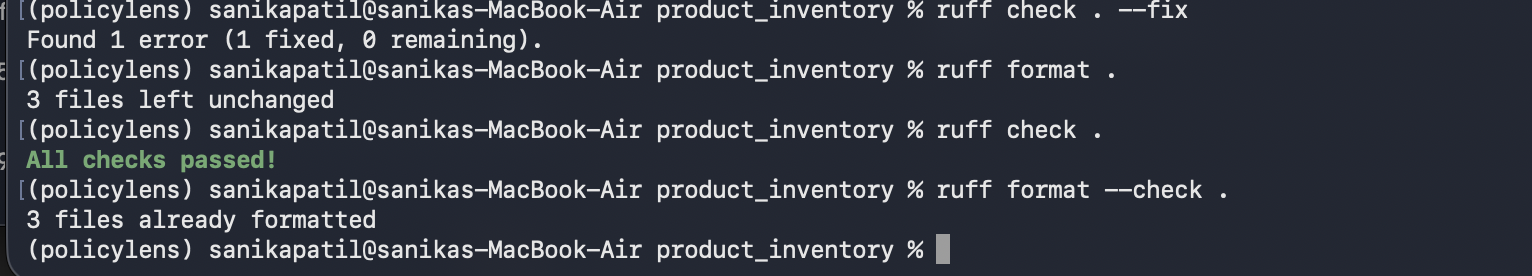 [(policylens) sanikapatil@sanikas-MacBook-Air product_inventory % ruff check . --fix
Found 1 error (1 fixed, 0 remaining).
[(policylens) sanikapatil@sanikas-MacBook-Air product_inventory % ruff format .
3 files left unchanged
[(policylens) sanikapatil@sanikas-MacBook-Air product_inventory % ruff check .
All checks passed!
[(policylens) sanikapatil@sanikas-MacBook-Air product_inventory % ruff format --check .
3 files already formatted
(policylens) sanikapatil@sanikas-MacBook-Air product_inventory %